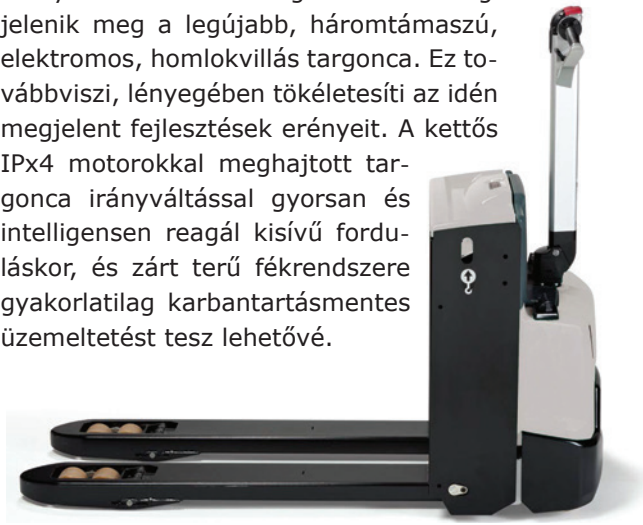 jelenik meg a legújabb, háromtámaszú,
elektromos, homlokvillás targonca. Ez to-
vábbviszi, lényegében tökéletesíti az idén
megjelent fejlesztések erényeit. A kettős
IPx4 motorokkal meghajtott tar-
gonca irányváltással gyorsan és
intelligensen reagál kisívű fordu-
láskor, és zárt terű fékrendszere
gyakorlatilag karbantartásmentes
üzemeltetést tesz lehetővé.